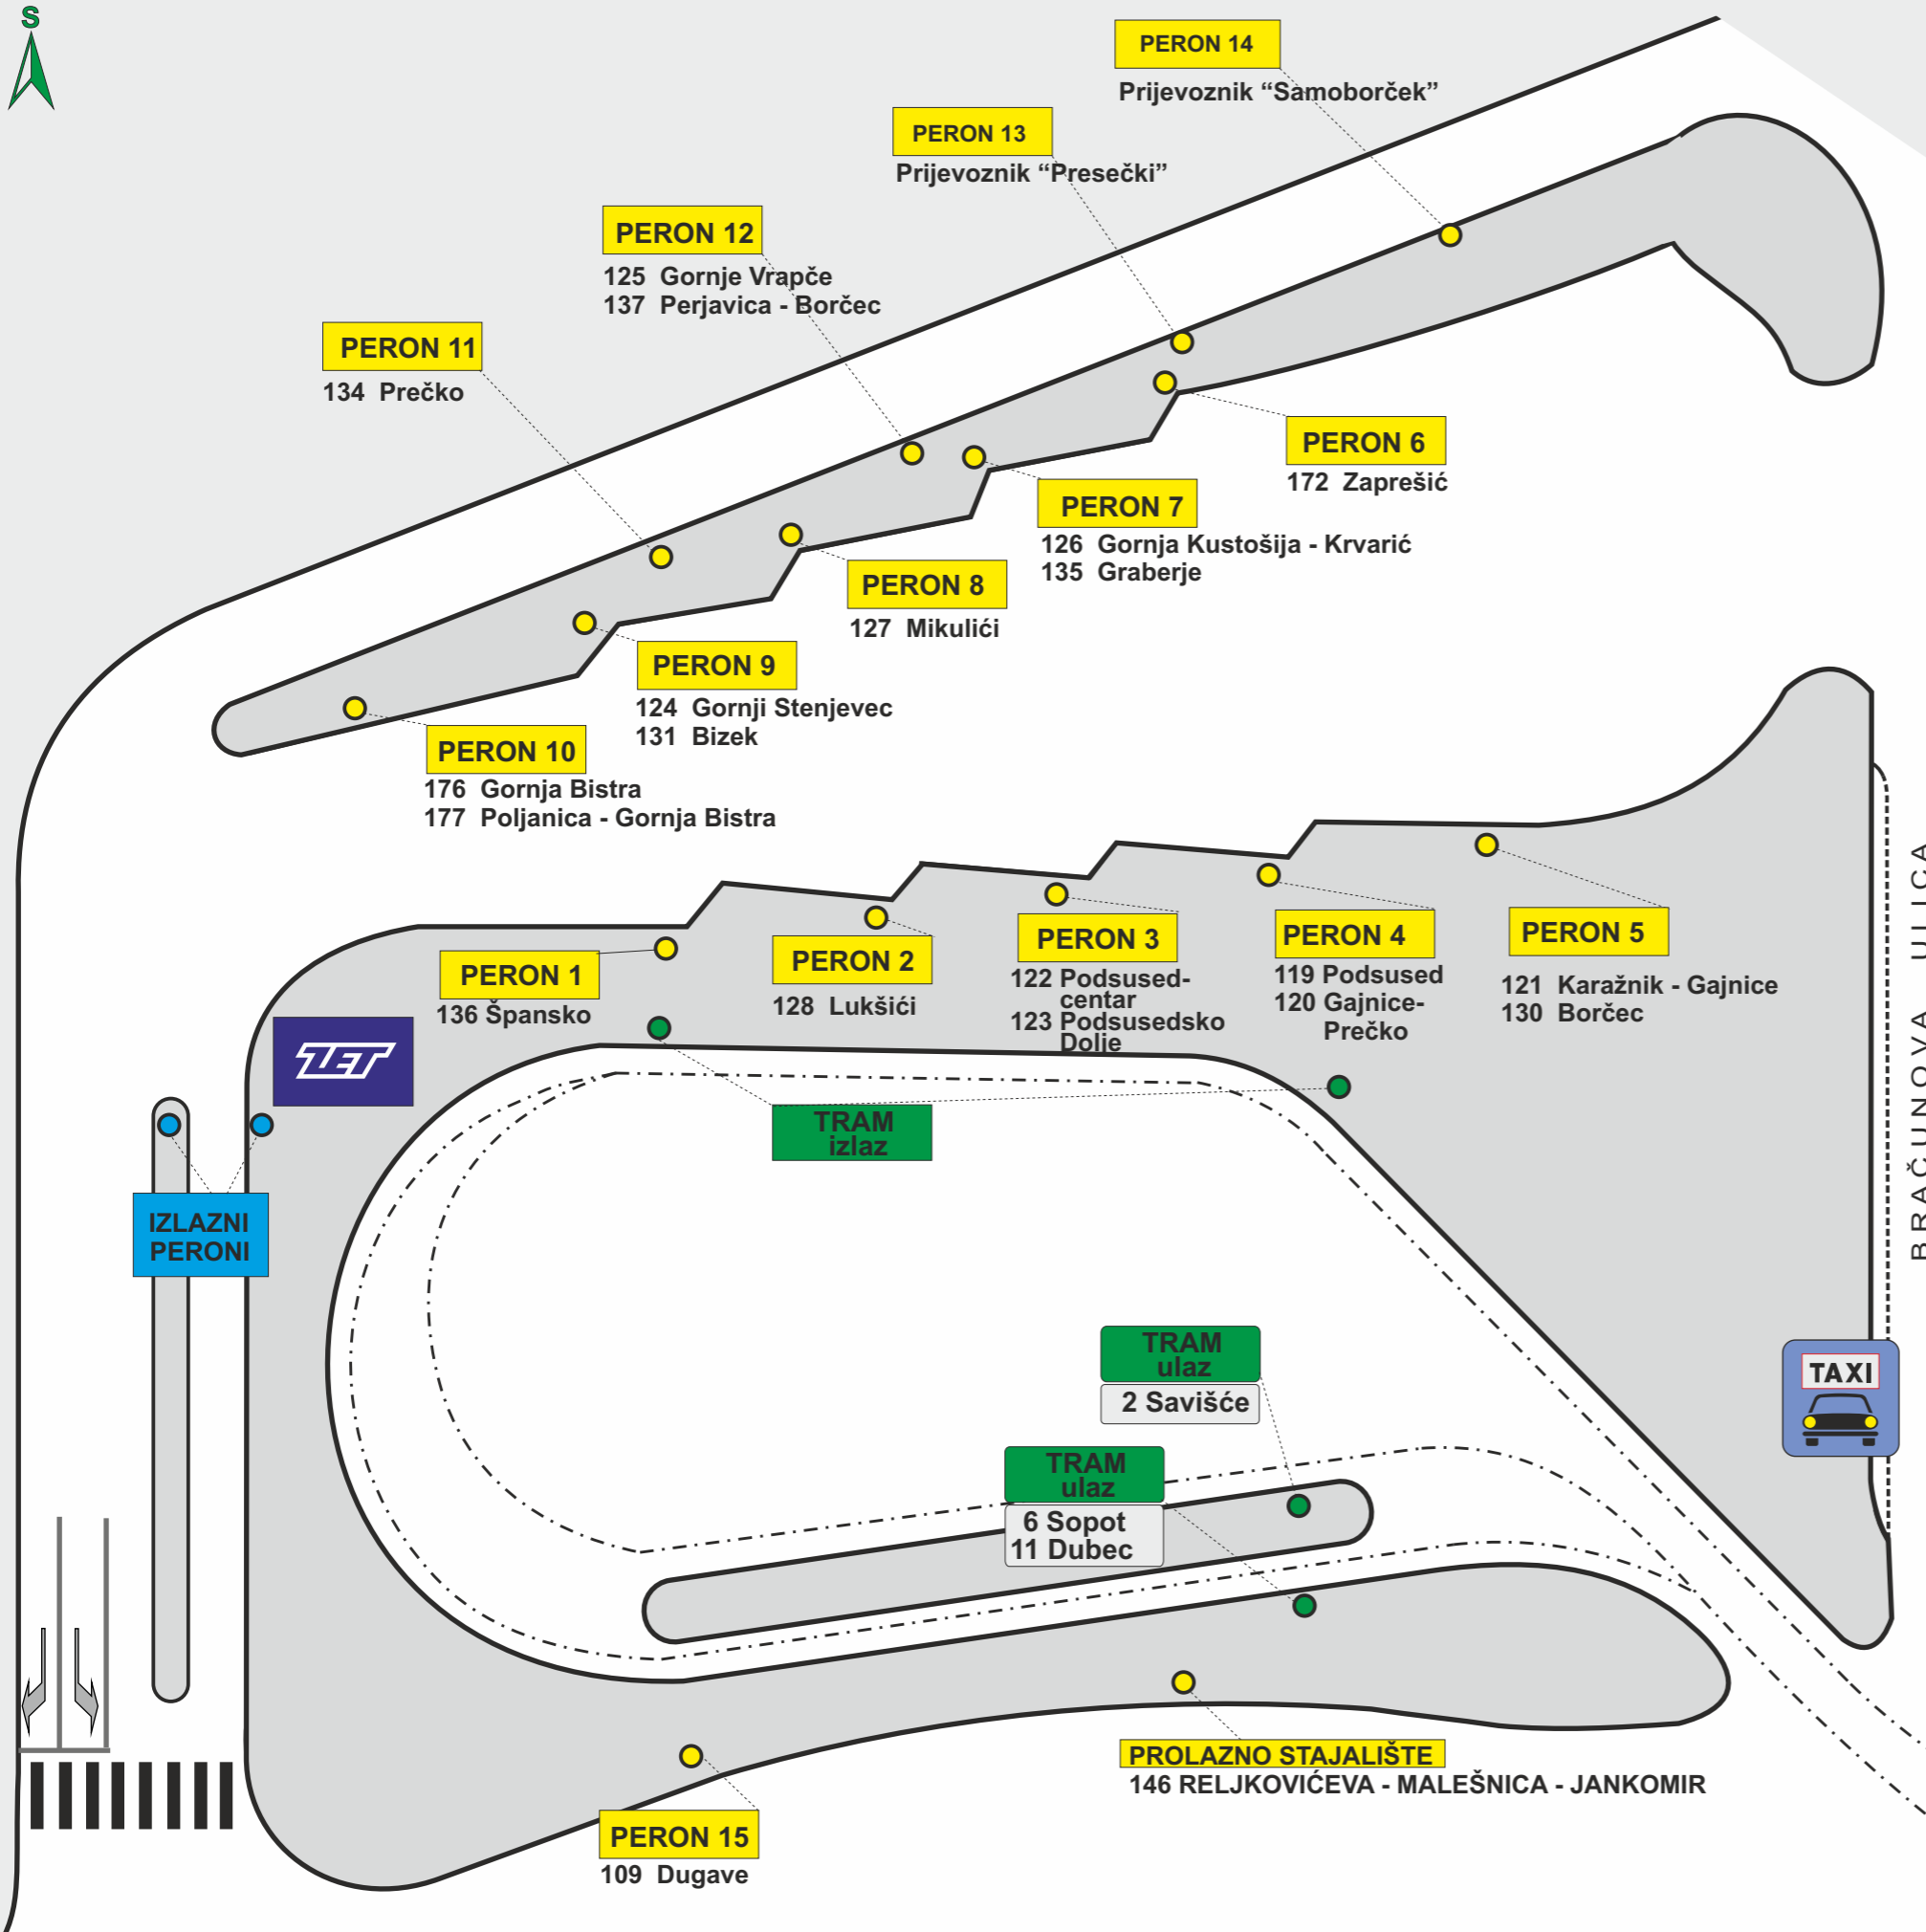 S
PERON 14
Prijevoznik “Samoborček”
PERON 13
Prijevoznik “Presečki”
PERON 12
125 Gornje Vrapče
137 Perjavica - Borčec
PERON 11
134 Prečko
PERON 6
172 Zaprešić
PERON 7
126 Gornja Kustošija - Krvarić
135 Graberje
PERON 8
127 Mikulići
PERON 9
124 Gornji Stenjevec
131 Bizek
PERON 10
176 Gornja Bistra
177 Poljanica - Gornja Bistra
PERON 1
136 Špansko
PERON 2
128 Lukšići
PERON 3
122 Podsused-
centar
123 Podsusedsko
Dolje
PERON 4
119 Podsused
120 Gajnice-
Prečko
PERON 5
121 Karažnik - Gajnice
130 Borčec
BRAČUNOVA ULICA
ZET
TRAM
izlaz
IZLAZNI
PERONI
TRAM
ulaz
2 Savišće
TAXI
TRAM
ulaz
6 Sopot
11 Dubec
PROLAZNO STAJALIŠTE
146 RELJKOVIĆEVA - MALEŠNICA - JANKOMIR
PERON 15
109 Dugave